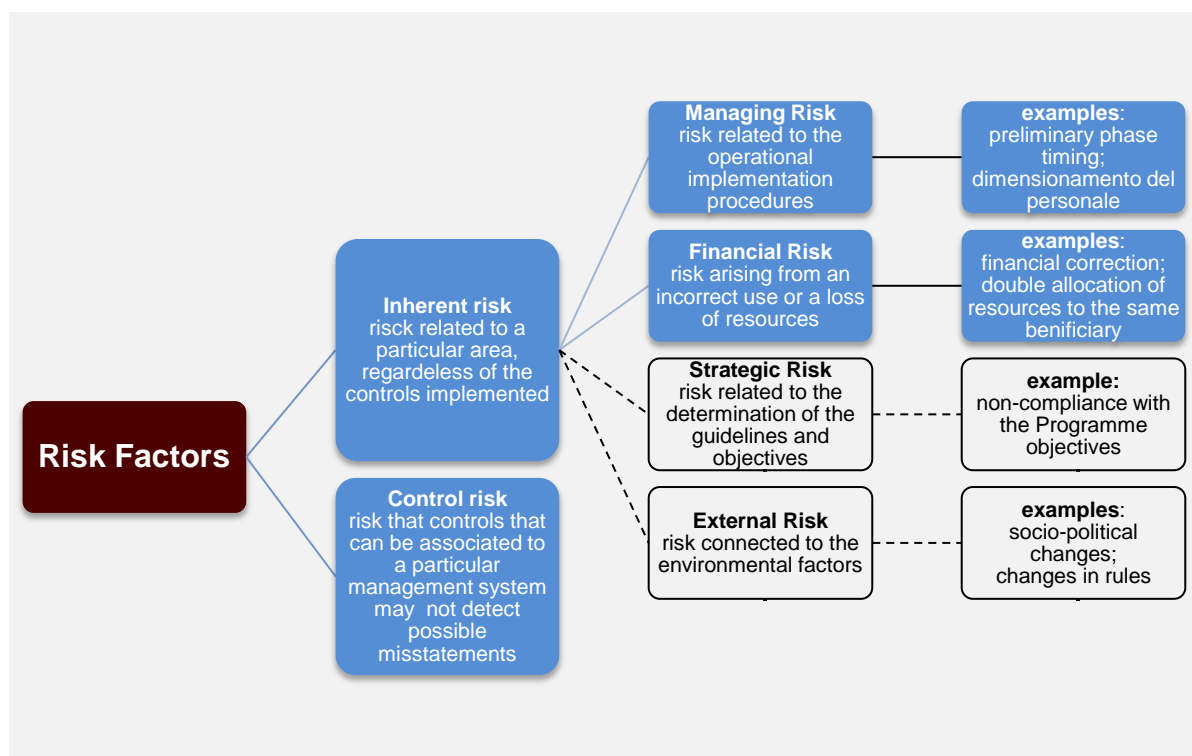 Risk Factors
Inherent risk
risck related to a
particular area,
regardeless of the
controls implemented
Control risk
risk that controls that
can be associated to
a particular
management system
may not detect
possible
misstatements
Managing Risk
risk related to the
operational
implementation
procedures
examples:
preliminary phase
timing;
dimensionamento del
personale
Financial Risk
risk arising from an
incorrect use or a loss
of resources
examples:
financial correction;
double allocation of
resources to the same
benificiary
Strategic Risk
risk related to the
determination of the
guidelines and
objectives
example:
non-compliance with
the Programme
objectives
External Risk
risk connected to the
environmental factors
examples:
socio-political
changes;
changes in rules